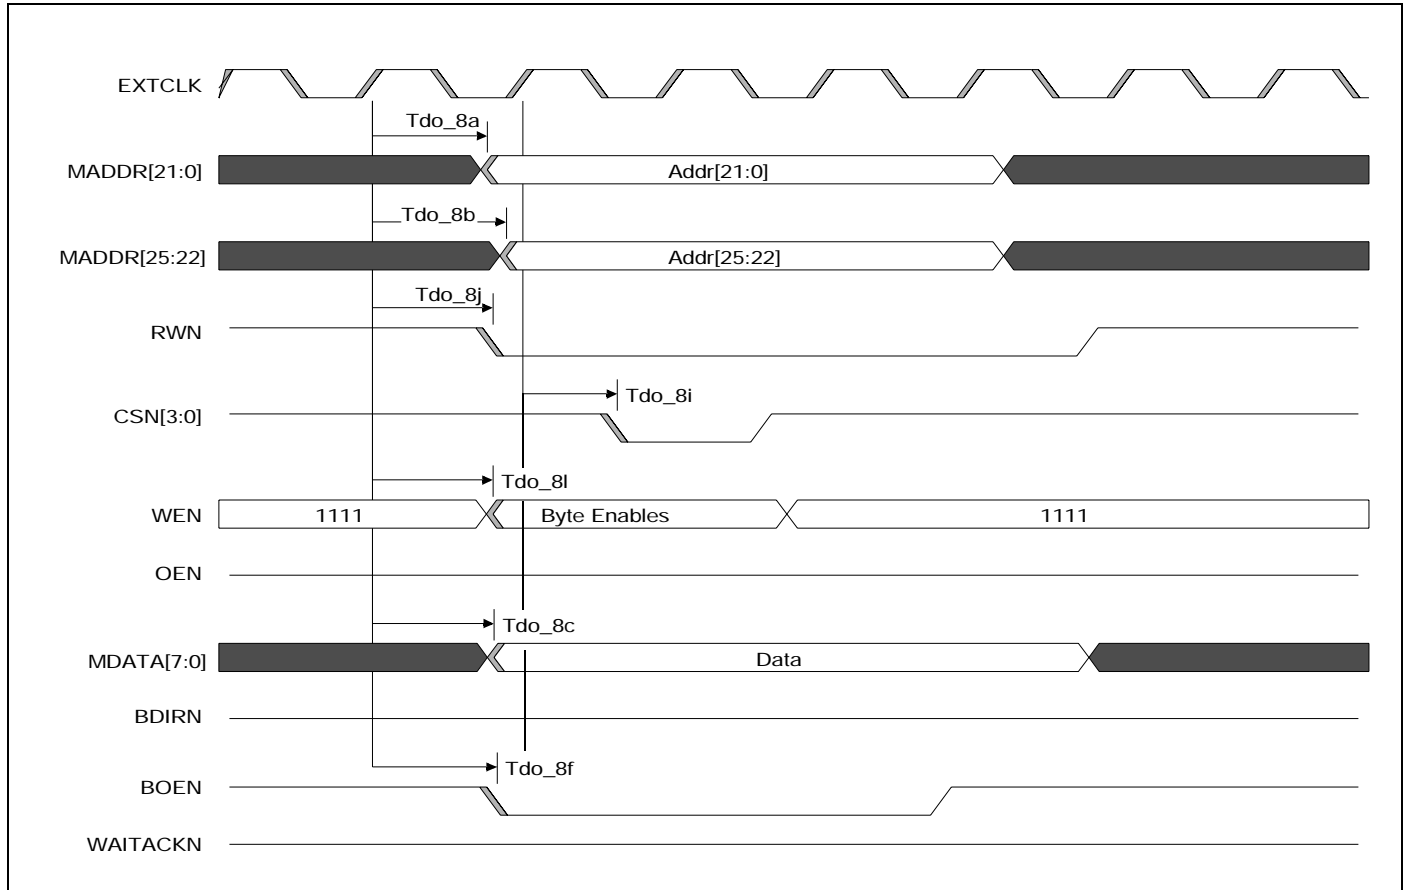 EXTCLK
Tdo_8a
MADDR[21:0] Addr[21:0]
Tdo_8b
MADDR[25:22] Addr[25:22]
Tdo_8j
RWN
Tdo_8i
CSN[3:0]
Tdo_8l
WEN 1111 Byte Enables 1111
OEN
Tdo_8c
MDATA[7:0] Data
BDIRN
Tdo_8f
BOEN
WAITACKN